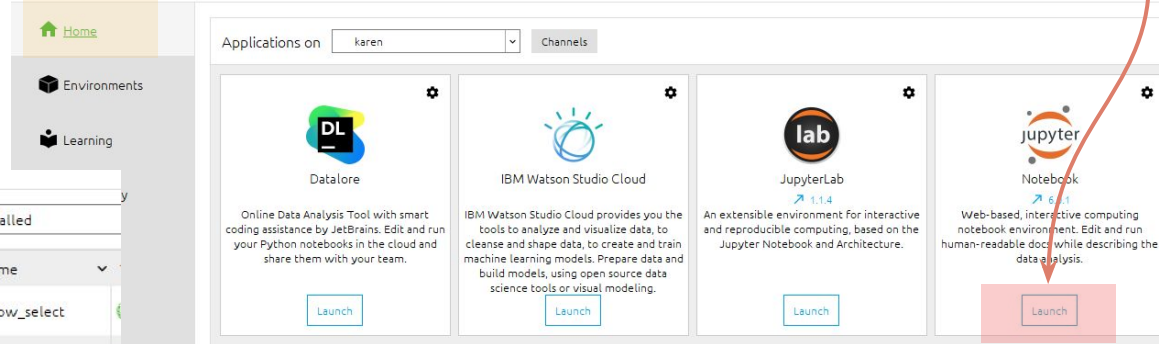 Home
Environments
Learning
y
alled
me
ow_select
Applications on karen Channels
DL
Datalore
Online Data Analysis Tool with smart
coding assistance by JetBrains. Edit and run
your Python notebooks in the cloud and
share them with your team.
Launch
IBM Watson Studio Cloud
IBM Watson Studio Cloud provides you the
tools to analyze and visualize data, to
cleanse and shape data, to create and train
machine learning models. Prepare data and
build models, using open source data
science tools or visual modeling.
Launch
lab
JupyterLab
1.1.4
An extensible environment for interactive
and reproducible computing, based on the
Jupyter Notebook and Architecture.
Launch
jupyter
Notebook
Web-based, interactive computing
notebook environment. Edit and run
human-readable docs while describing the
data analysis.
Launch